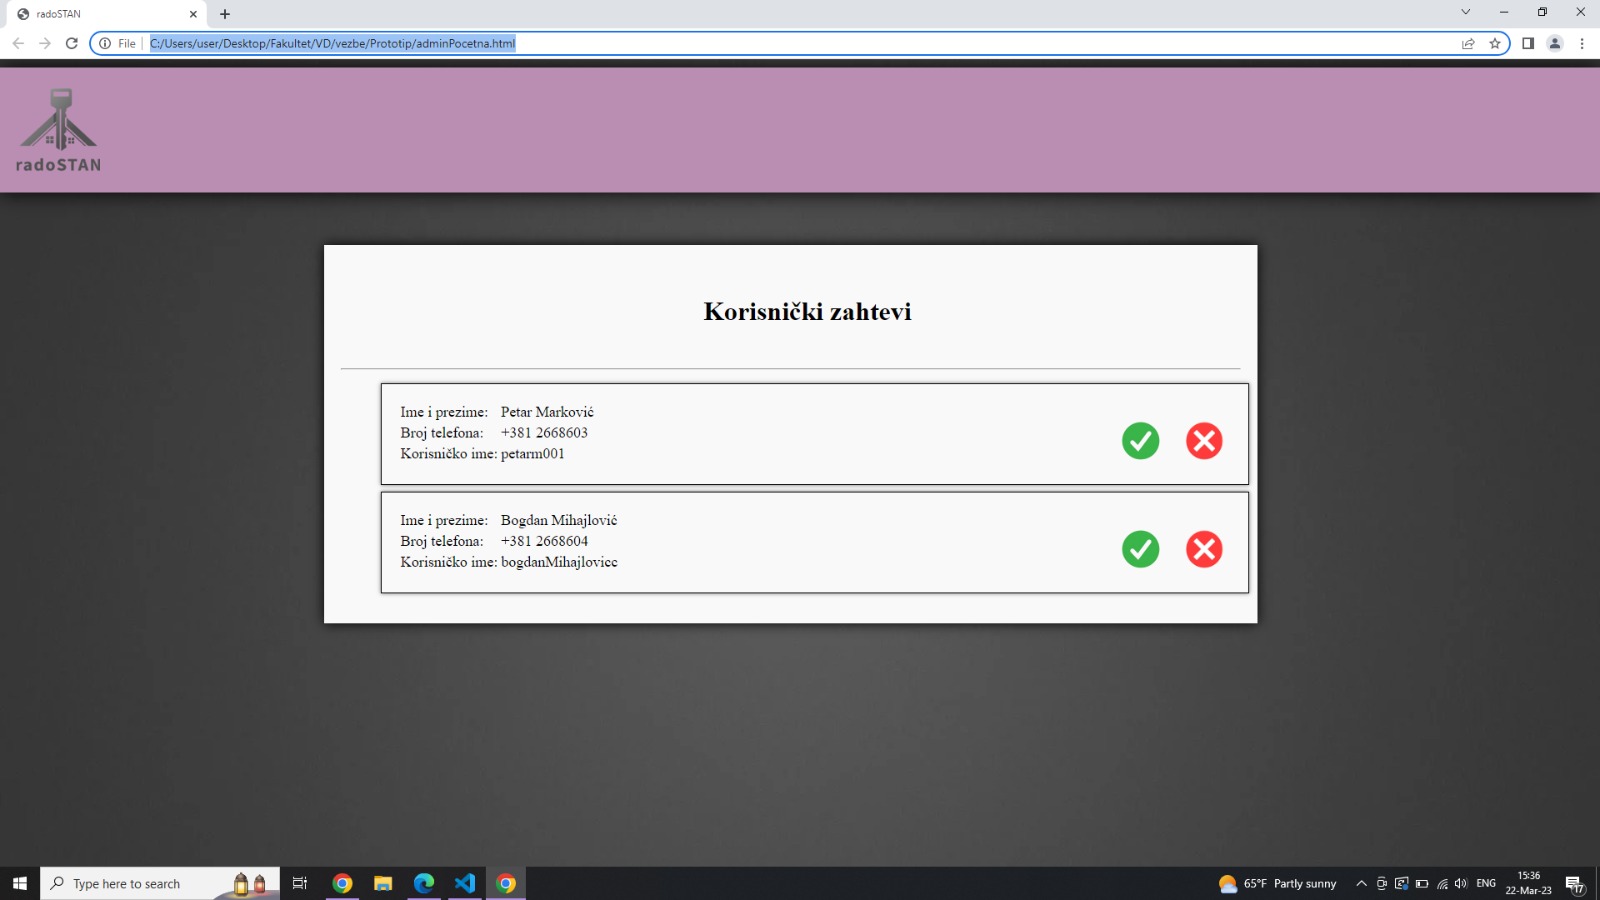 radoSTAN
File C:/Users/user/Desktop/Fakultet/VD/vezbe/Prototip/adminPocetna.html
radoSTAN
Korisnički zahtevi
Ime i prezime: Petar Marković
Broj telefona: +381 2668603
Korisničko ime: petarm001
Ime i prezime: Bogdan Mihajlović
Broj telefona: +381 2668604
Korisničko ime: bogdanMihajlovicc
Type here to search
65°F Partly sunny
ENG
15:36
22-Mar-23
17